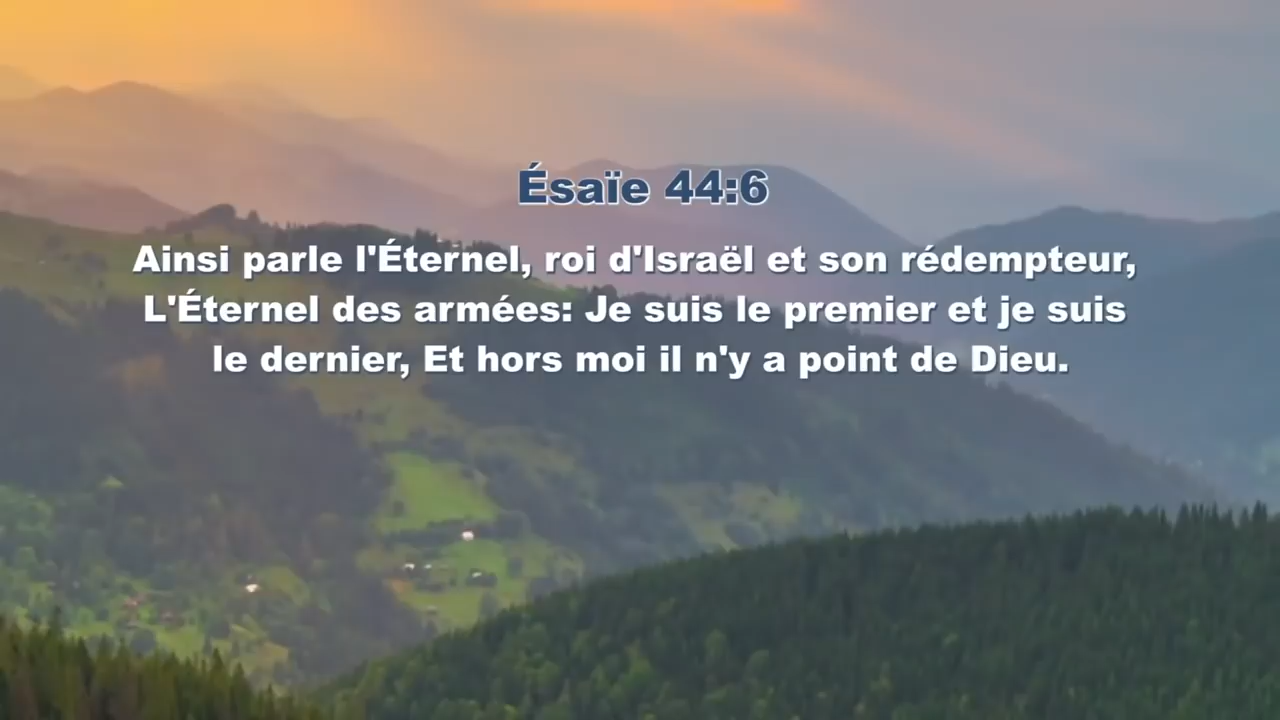 Ésaïe 44:6
Ainsi parle l'Éternel, roi d'Israël et son rédempteur,
L'Éternel des armées: Je suis le premier et je suis
le dernier, Et hors moi il n'y a point de Dieu.